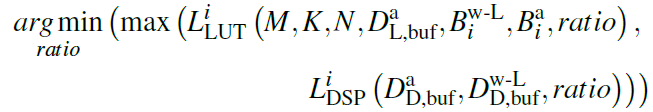 arg min (max (L^i_LUT (M, K, N, D^a_L,buf, B^w-L_i, B^a_i, ratio),
ratio
L^i_DSP (D^a_D,buf, D^w-L_D,buf, ratio)))